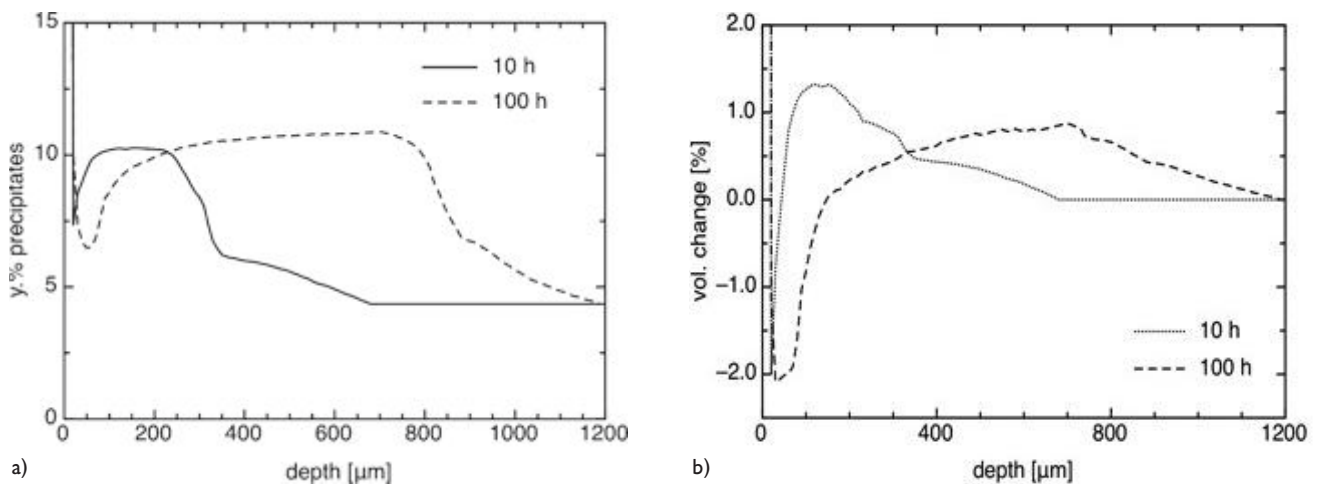 15
10
5
0
y.% precipitates
10 h
100 h
0 200 400 600 800 1000 1200
depth [µm]
a)
2.0
1.0
0.0
−1.0
−2.0
vol. change [%]
10 h
100 h
0 400 800 1200
depth [µm]
b)